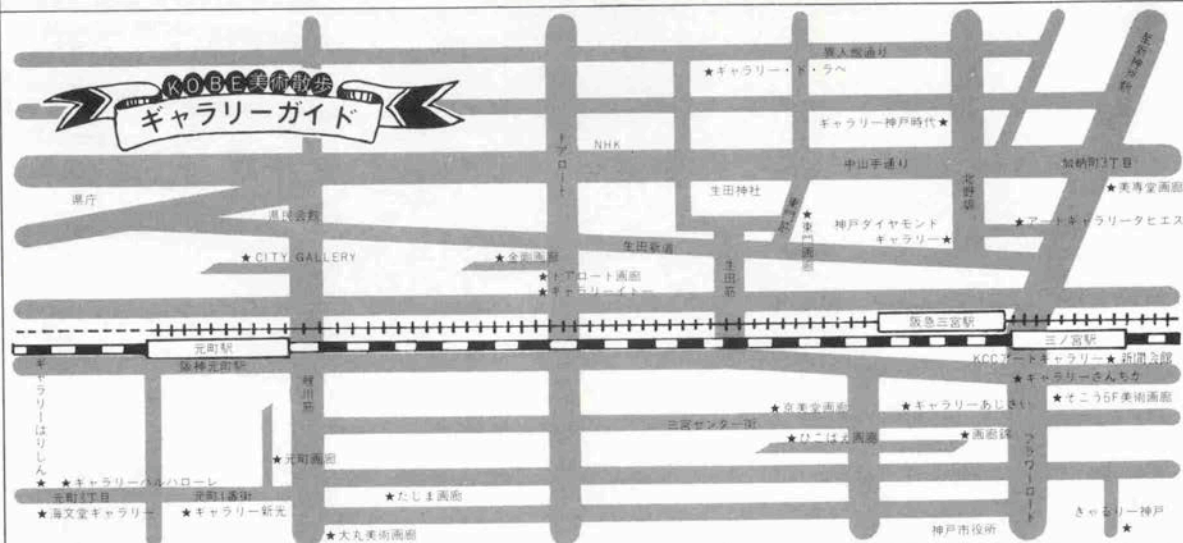 KOBE美術散歩
ギャラリーガイド
異人館通り
★ギャラリー・ド・ラペ
至新神戸駅
ギャラリー神戸時代★
トアロード
NHK
中山手通り
加納町3丁目
北野坂
県庁
生田神社
★美専堂画廊
県民会館
東門筋
★東門画廊
神戸ダイヤモンド
ギャラリー★
★アートギャラリータピエス
生田新道
★CITY GALLERY
★金剛画廊
生田筋
★トアロード画廊
★ギャラリーイトー
阪急三宮駅
元町駅
三ノ宮駅
阪神元町駅
KCCアートギャラリー★
新聞会館
ギャラリーはりしん★
鯉川筋
★ギャラリーさんちか
★そごう6F美術画廊
★京美堂画廊
★ギャラリーあじさい
三宮センター街
★ひこばえ画廊
★画廊錦
フラワーロード
★元町画廊
★ギャラリーパルパローレ
元町3丁目
元町1番街
★たじま画廊
★海文堂ギャラリー
★ギャラリー新光
きゃらりー神戸
★
★大丸美術画廊
神戸市役所